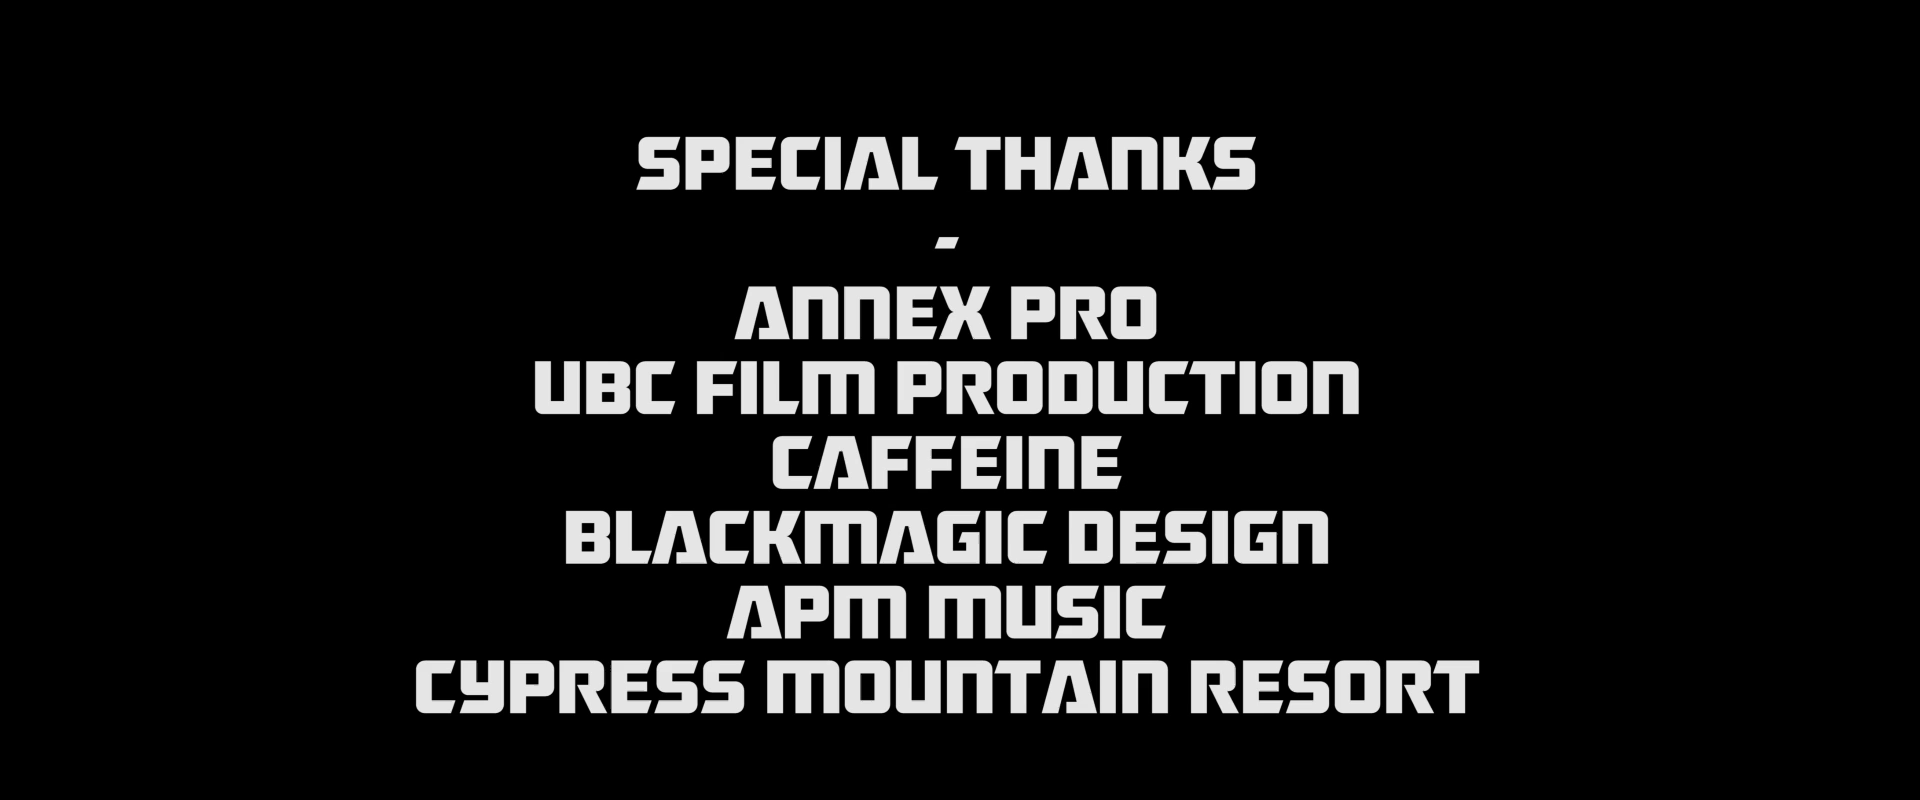 SPECIAL THANKS
-
ANNEX PRO
UBC FILM PRODUCTION
CAFFEINE
BLACKMAGIC DESIGN
APM MUSIC
CYPRESS MOUNTAIN RESORT